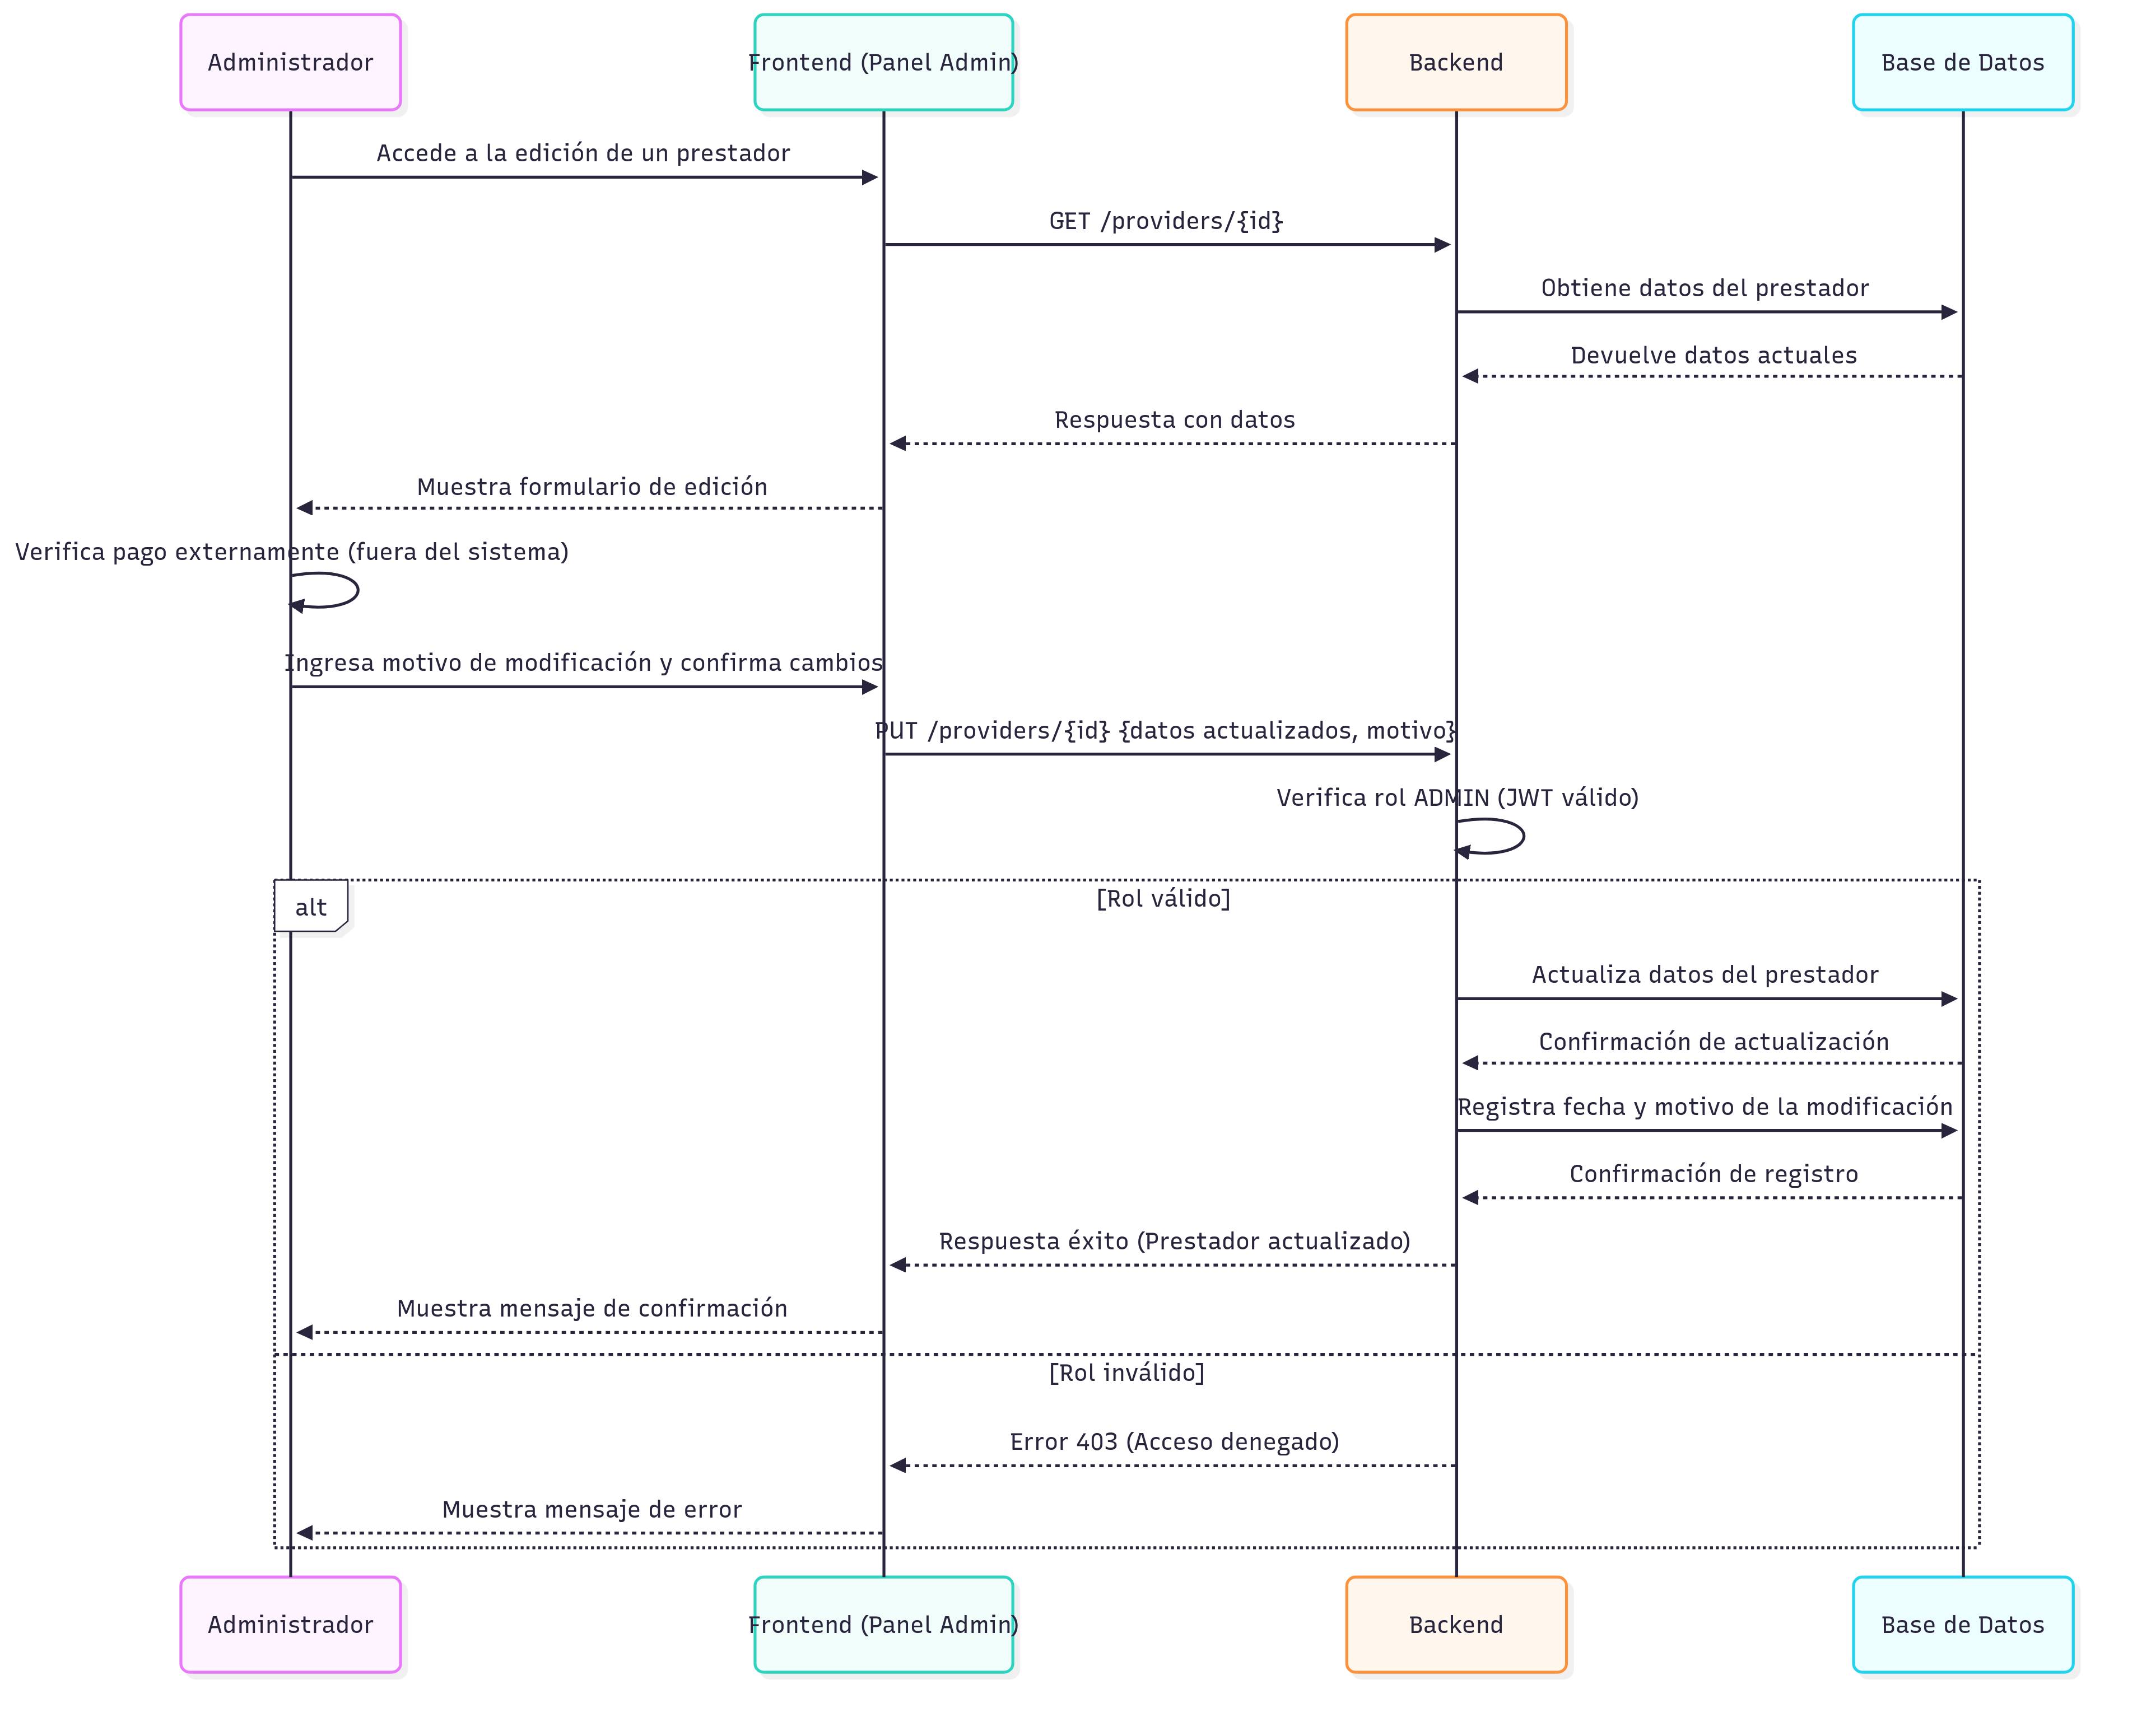 Administrador
Frontend (Panel Admin)
Backend
Base de Datos
Accede a la edición de un prestador
GET /providers/{id}
Obtiene datos del prestador
Devuelve datos actuales
Respuesta con datos
Muestra formulario de edición
Verifica pago externamente (fuera del sistema)
Ingresa motivo de modificación y confirma cambios
PUT /providers/{id} {datos actualizados, motivo}
Verifica rol ADMIN (JWT válido)
alt
[Rol válido]
Actualiza datos del prestador
Confirmación de actualización
Registra fecha y motivo de la modificación
Confirmación de registro
Respuesta éxito (Prestador actualizado)
Muestra mensaje de confirmación
[Rol inválido]
Error 403 (Acceso denegado)
Muestra mensaje de error
Administrador
Frontend (Panel Admin)
Backend
Base de Datos